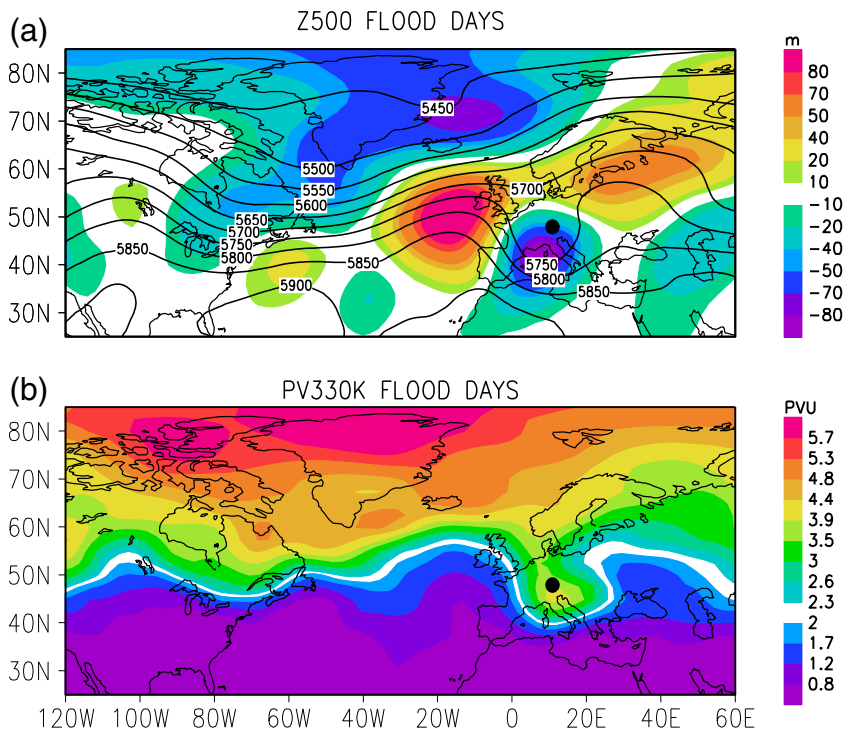 (a)
Z500 FLOOD DAYS
m
80N
70N
60N
50N
40N
30N
5450
5500
5550
5600
5700
5650
5700
5750
5800
5850
5850
5900
5750
5800
5850
80
70
50
40
20
10
−10
−20
−40
−50
−70
−80
(b)
PV330K FLOOD DAYS
PVU
80N
70N
60N
50N
40N
30N
120W 100W 80W 60W 40W 20W 0 20E 40E 60E
5.7
5.3
4.8
4.4
3.9
3.5
3
2.6
2.3
2
1.7
1.2
0.8